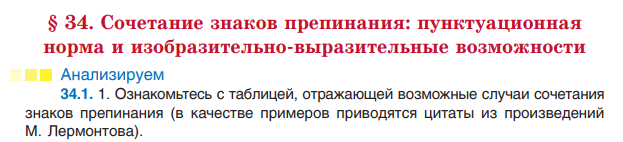 § 34. Сочетание знаков препинания: пунктуационная
норма и изобразительно-выразительные возможности
Анализируем
34.1. 1. Ознакомьтесь с таблицей, отражающей возможные случаи сочетания
знаков препинания (в качестве примеров приводятся цитаты из произведений
М. Лермонтова).